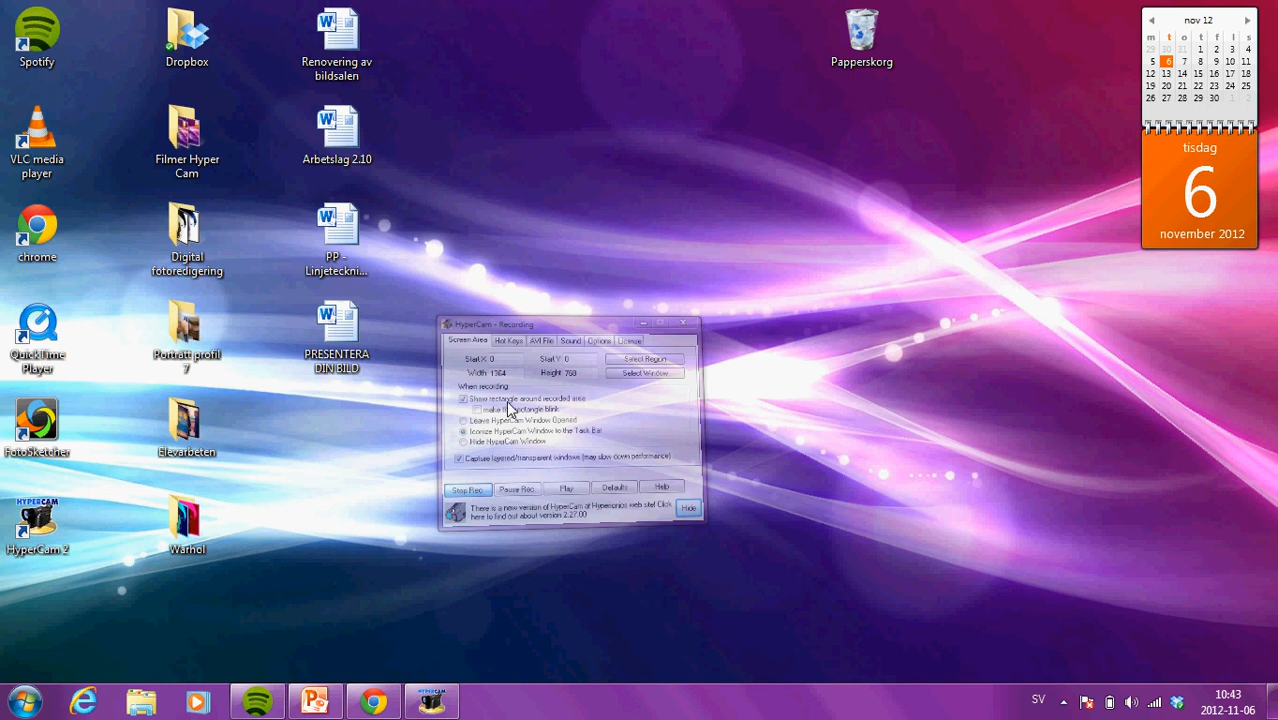 Spotify
VLC media
player
chrome
QuickTime
Player
FotoSketcher
HYPERCAM
HyperCam 2
Dropbox
Filmer Hyper
Cam
Digital
fotoredigering
Porträtt profil
7
Elevarbeten
Warhol
Renovering av
bildsalen
Arbetslag 2.10
PP -
Linjeteckni...
PRESENTERA
DIN BILD
Papperskorg
nov 12
m t o t f l s
29 30 31 1 2 3 4
5 6 7 8 9 10 11
12 13 14 15 16 17 18
19 20 21 22 23 24 25
26 27 28 29 30 1 2
tisdag
6
november 2012
HyperCam - Recording
Screen Area Hot Keys AVI File Sound Options License
Start X 0 Start Y 0 Select Region
Width 1364 Height 768 Select Window
When recording
Show rectangle around recorded area
make rectangle blink
Leave HyperCam Window Opened
Iconize HyperCam Window to the Task Bar
Hide HyperCam Window
Capture layered/transparent windows (may slow down performance)
Stop Rec Pause Rec Play Defaults Help
There is a new version of HyperCam at Hyperionics web site! Click
here to find out about version 2.27.00
Hide
HYPERCAM
SV
10:43
2012-11-06